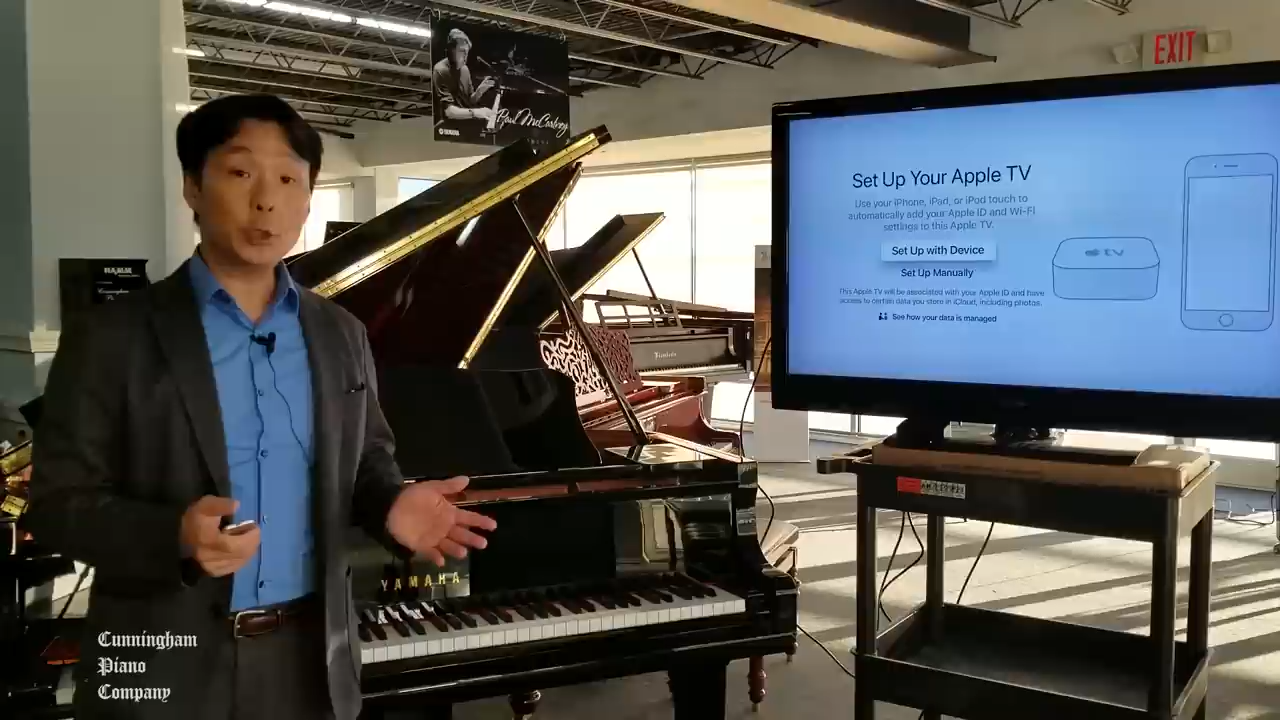 Paul McCartney
YAMAHA
EXIT
Set Up Your Apple TV
Use your iPhone, iPad, or iPod touch to
automatically add your Apple ID and Wi-Fi
settings to this Apple TV.
Set Up with Device
Set Up Manually
This Apple TV will be associated with your Apple ID and have
access to certain data you store in iCloud, including photos.
See how your data is managed
tv
Cunningham
YAMAHA
Cunningham
Piano
Company